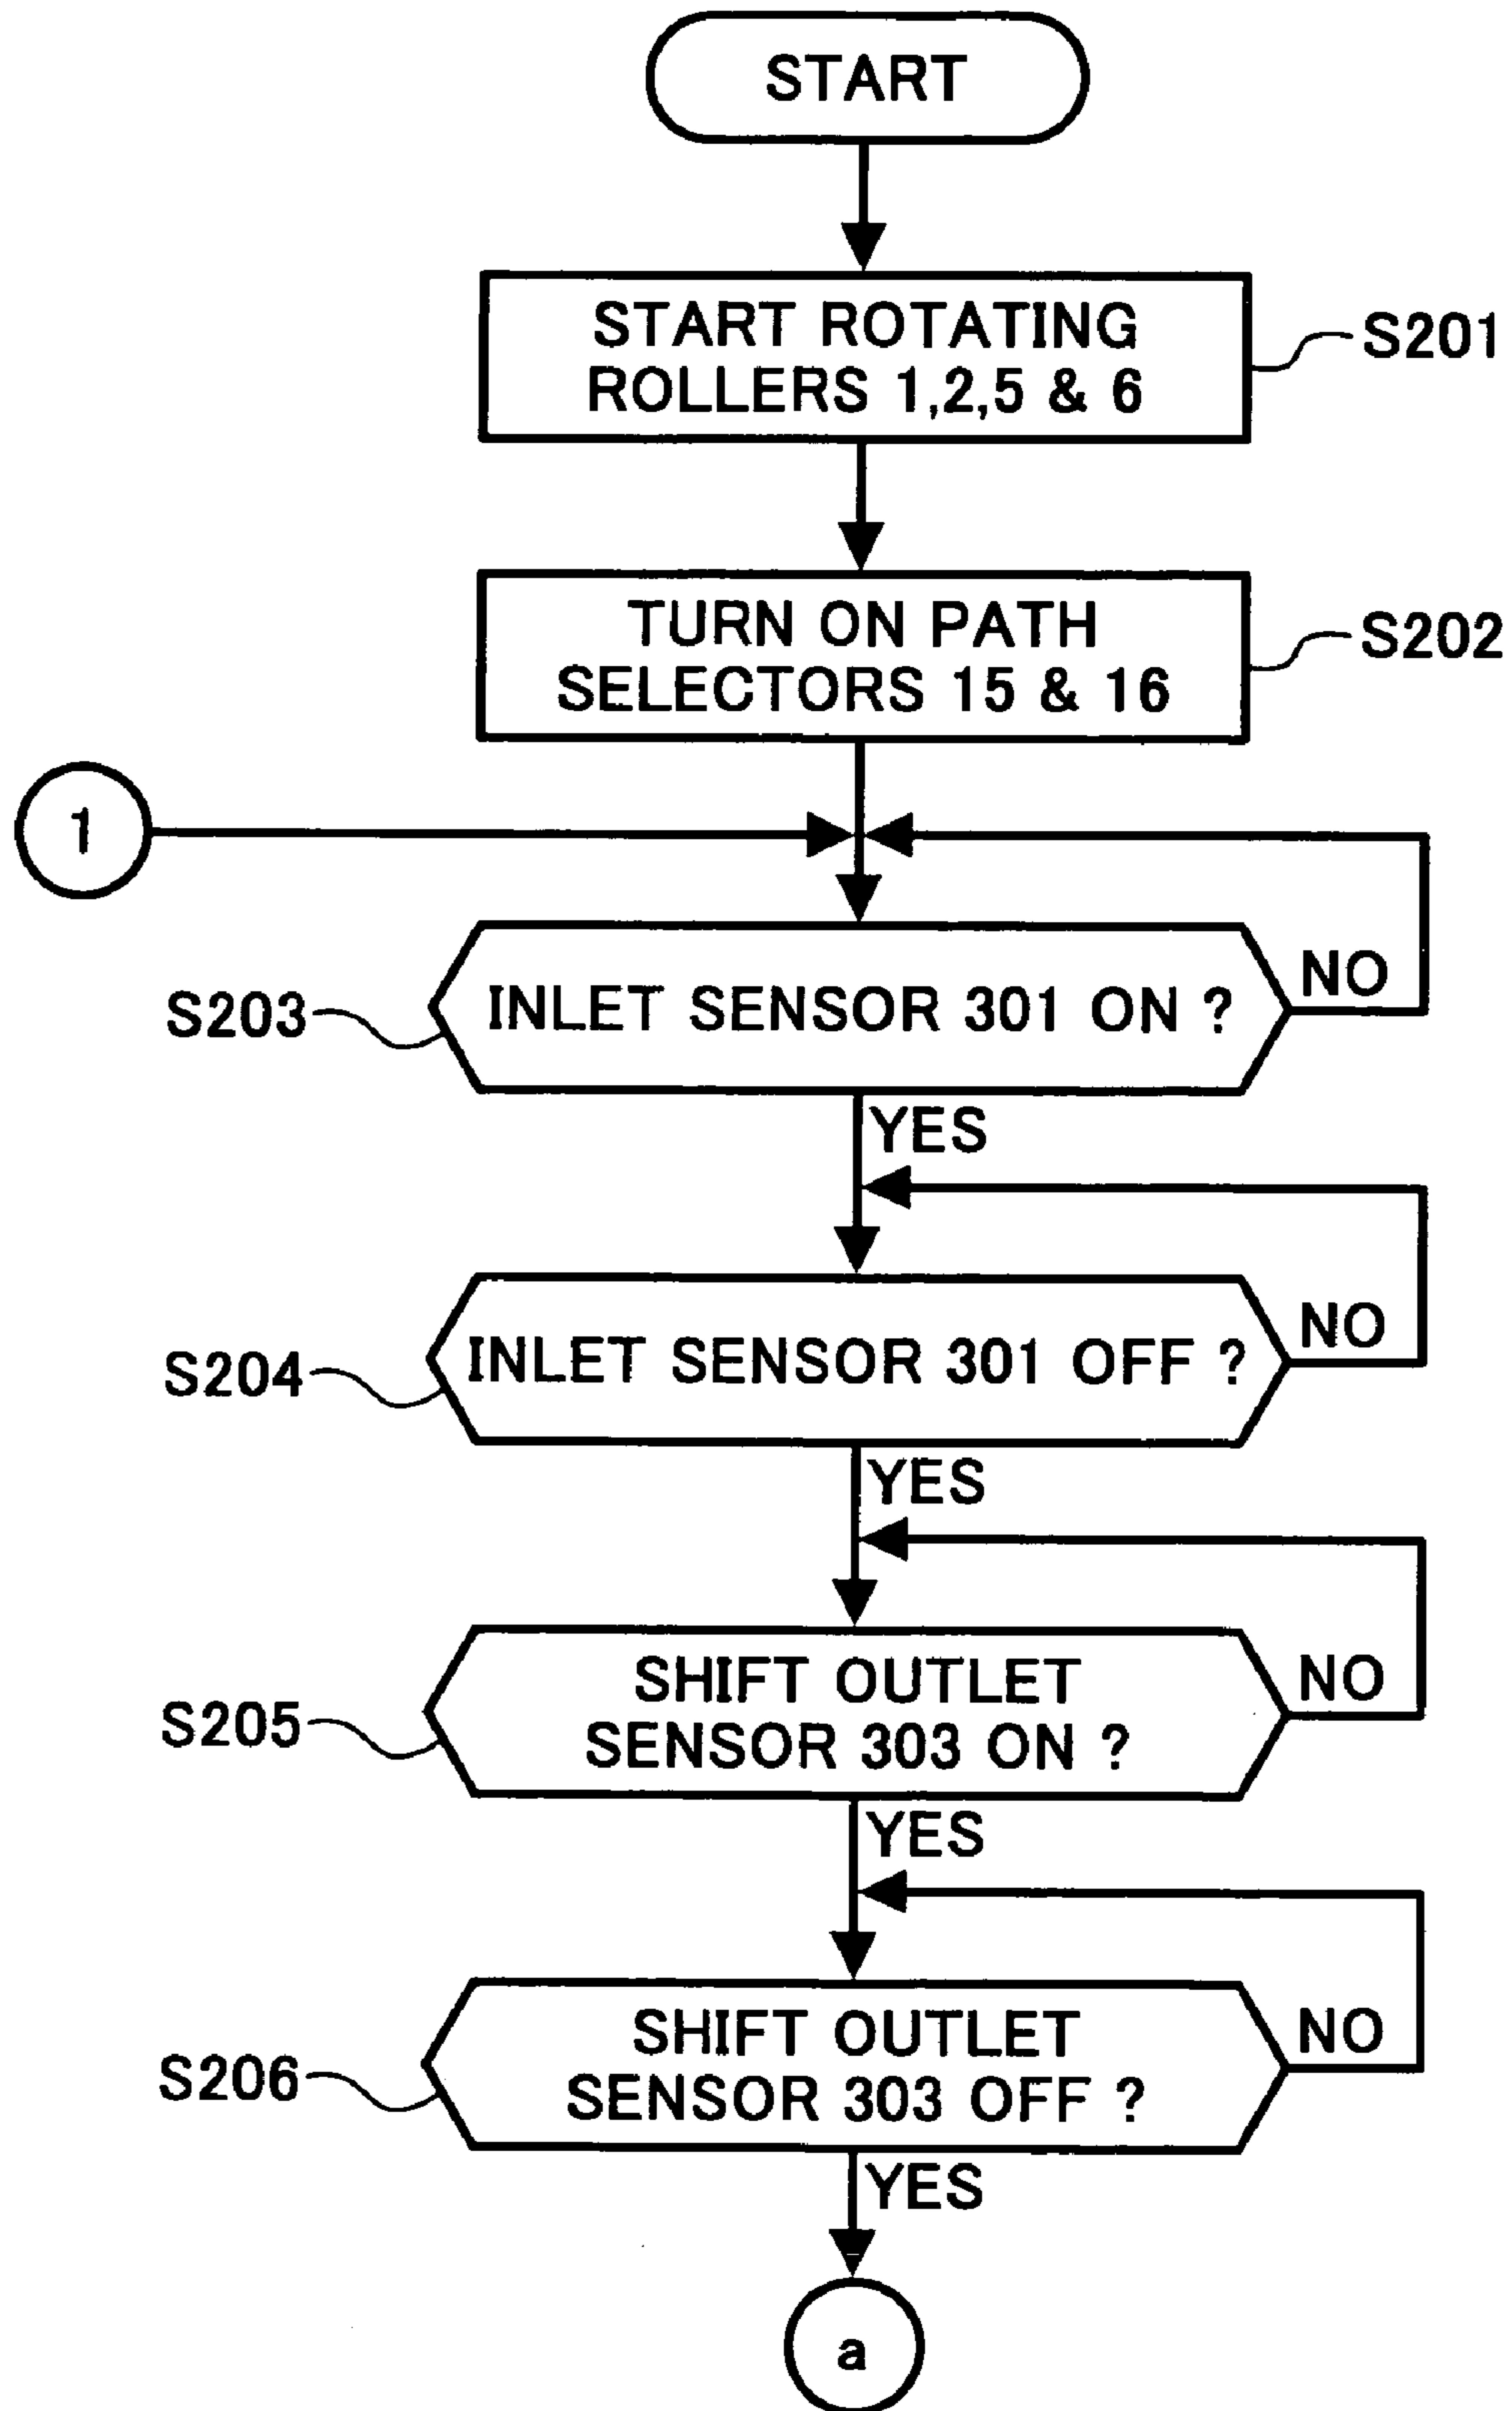 START
START ROTATING
ROLLERS 1,2,5 & 6
S201
TURN ON PATH
SELECTORS 15 & 16
S202
1
INLET SENSOR 301 ON ?
NO
S203
YES
INLET SENSOR 301 OFF ?
NO
S204
YES
SHIFT OUTLET
SENSOR 303 ON ?
NO
S205
YES
SHIFT OUTLET
SENSOR 303 OFF ?
NO
S206
YES
a